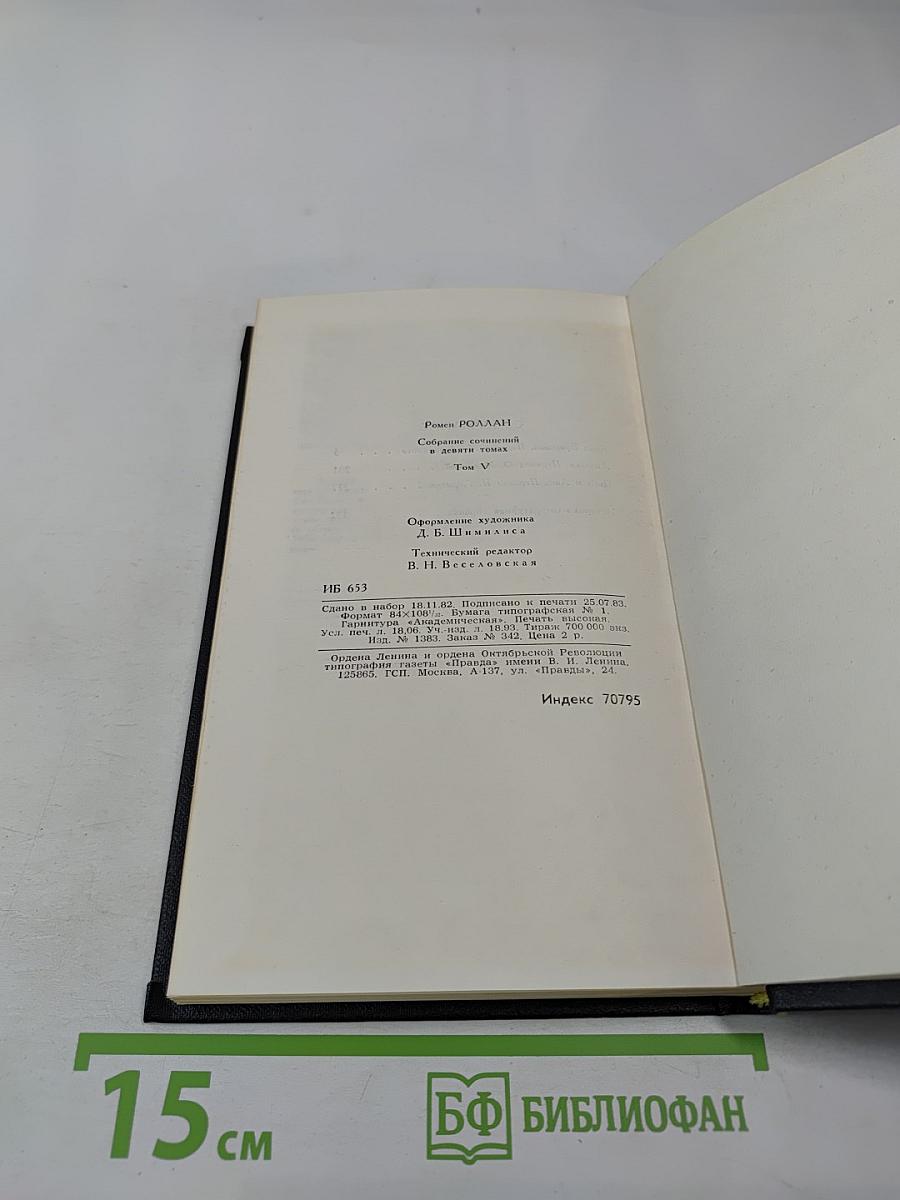 Ромен РОЛЛАН
Собрание сочинений
в девяти томах
Том V
Оформление художника
Д. Б. Шимилиса
Технический редактор
В. Н. Веселовская
ИБ 653
Сдано в набор 18.11.82. Подписано к печати 25.07.83.
Формат 84×108¹/₃₂. Бумага типографская № 1.
Гарнитура «Академическая». Печать высокая.
Усл. печ. л. 18,06. Уч.-изд. л. 18,93. Тираж 700 000 экз.
Изд. № 1383. Заказ № 342. Цена 2 р.
Ордена Ленина и ордена Октябрьской Революции
типография газеты «Правда» имени В. И. Ленина,
125865. ГСП. Москва, А-137, ул. «Правды», 24.
Индекс 70795
15 см
БФ БИБЛИОФАН